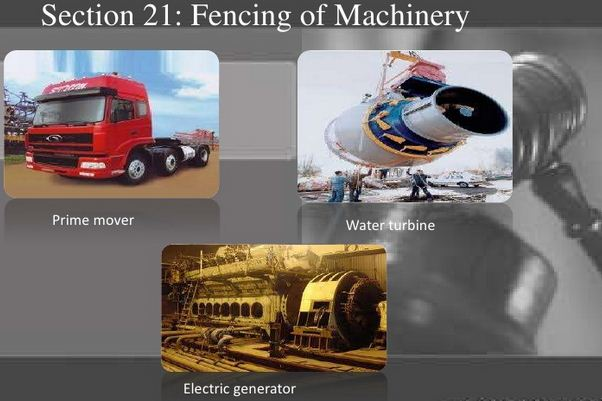 Section 21: Fencing of Machinery
Prime mover
Water turbine
Electric generator